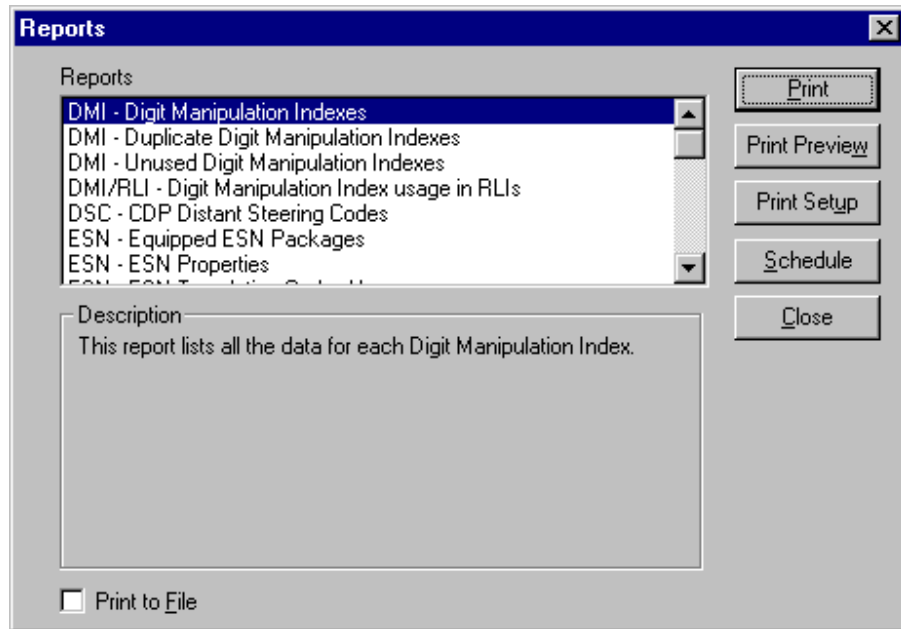 Reports
Reports
DMI - Digit Manipulation Indexes
DMI - Duplicate Digit Manipulation Indexes
DMI - Unused Digit Manipulation Indexes
DMI/RLI - Digit Manipulation Index usage in RLIs
DSC - CDP Distant Steering Codes
ESN - Equipped ESN Packages
ESN - ESN Properties
ESN - ESN
Print
Print Preview
Print Setup
Schedule
Close
Description
This report lists all the data for each Digit Manipulation Index.
Print to File